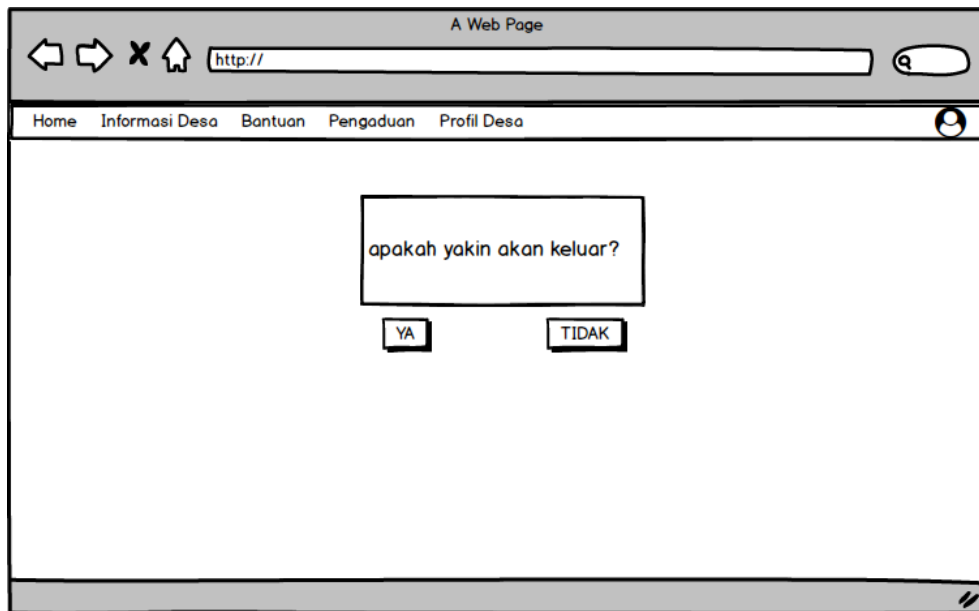 A Web Page
http://
Home Informasi Desa Bantuan Pengaduan Profil Desa
apakah yakin akan keluar?
YA TIDAK